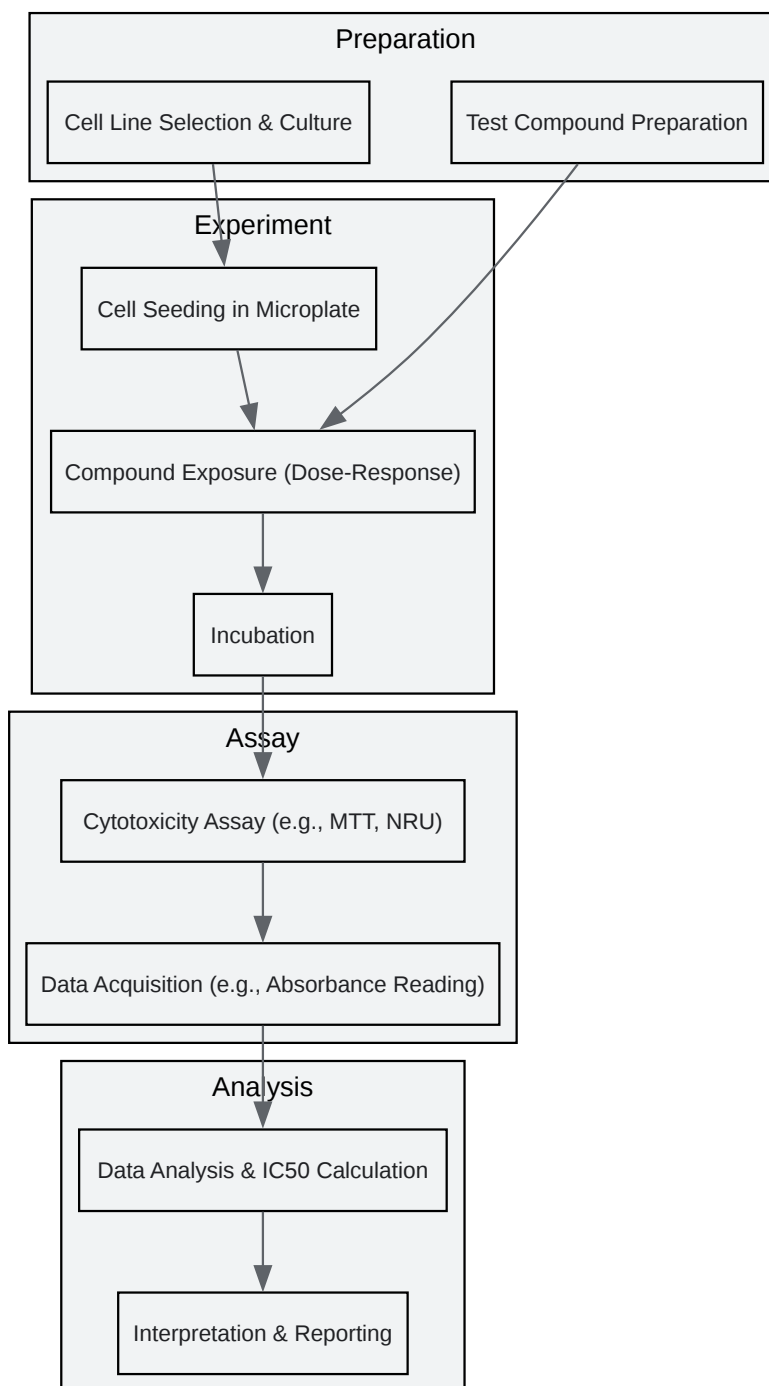 Preparation
Cell Line Selection & Culture
Test Compound Preparation
Experiment
Cell Seeding in Microplate
Compound Exposure (Dose-Response)
Incubation
Assay
Cytotoxicity Assay (e.g., MTT, NRU)
Data Acquisition (e.g., Absorbance Reading)
Analysis
Data Analysis & IC50 Calculation
Interpretation & Reporting